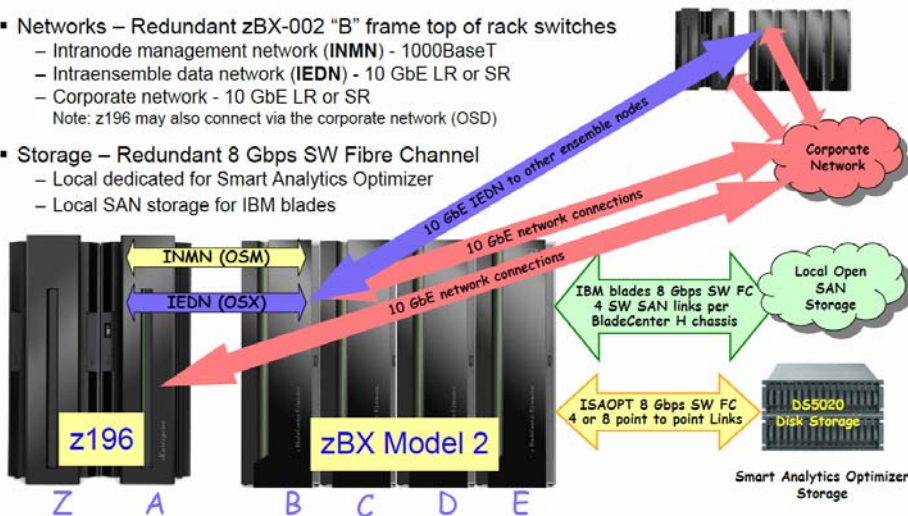 ▪ Networks – Redundant zBX-002 “B” frame top of rack switches
– Intranode management network (INMN) - 1000BaseT
– Intraensemble data network (IEDN) - 10 GbE LR or SR
– Corporate network - 10 GbE LR or SR
Note: z196 may also connect via the corporate network (OSD)
▪ Storage – Redundant 8 Gbps SW Fibre Channel
– Local dedicated for Smart Analytics Optimizer
– Local SAN storage for IBM blades
Corporate
Network
10 GbE IEDN to other ensemble nodes
10 GbE network connections
10 GbE network connections
INMN (OSM)
IEDN (OSX)
IBM blades 8 Gbps SW FC
4 SW SAN links per
BladeCenter H chassis
Local Open
SAN
Storage
ISAOPT 8 Gbps SW FC
4 or 8 point to point Links
DS5020
Disk Storage
z196
zBX Model 2
Smart Analytics Optimizer
Storage
Z A B C D E